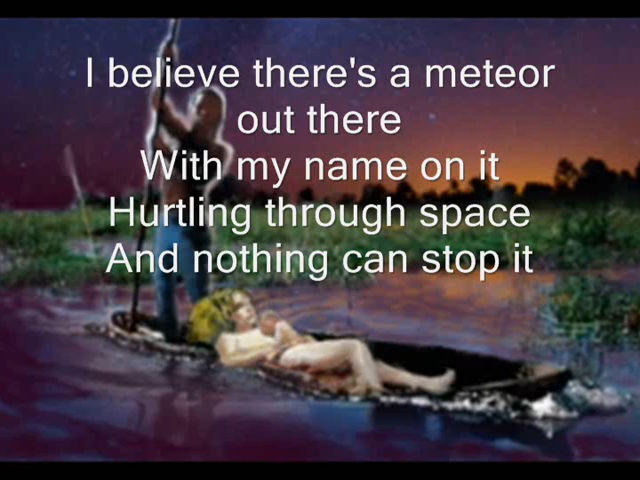 I believe there's a meteor
out there
With my name on it
Hurtling through space
And nothing can stop it